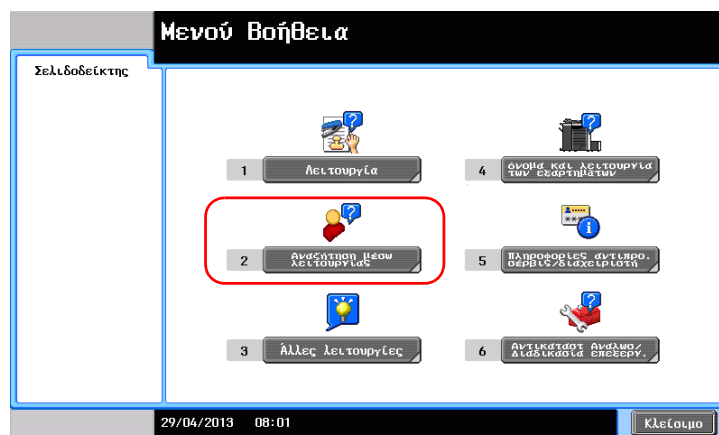 Μενού Βοήθεια
Σελιδοδείκτης
1 Λειτουργία
2 Αναζήτηση μέσω
λειτουργίας
3 Άλλες λειτουργίες
4 όνομα και λειτουργία
των εξαρτημάτων
5 Πληροφορίες αντιπρο.
σέρβις/διαχειριστή
6 Αντικατάστ Αναλωσ/
Διαδικασία επεξεργ.
29/04/2013 08:01
Κλείσιμο